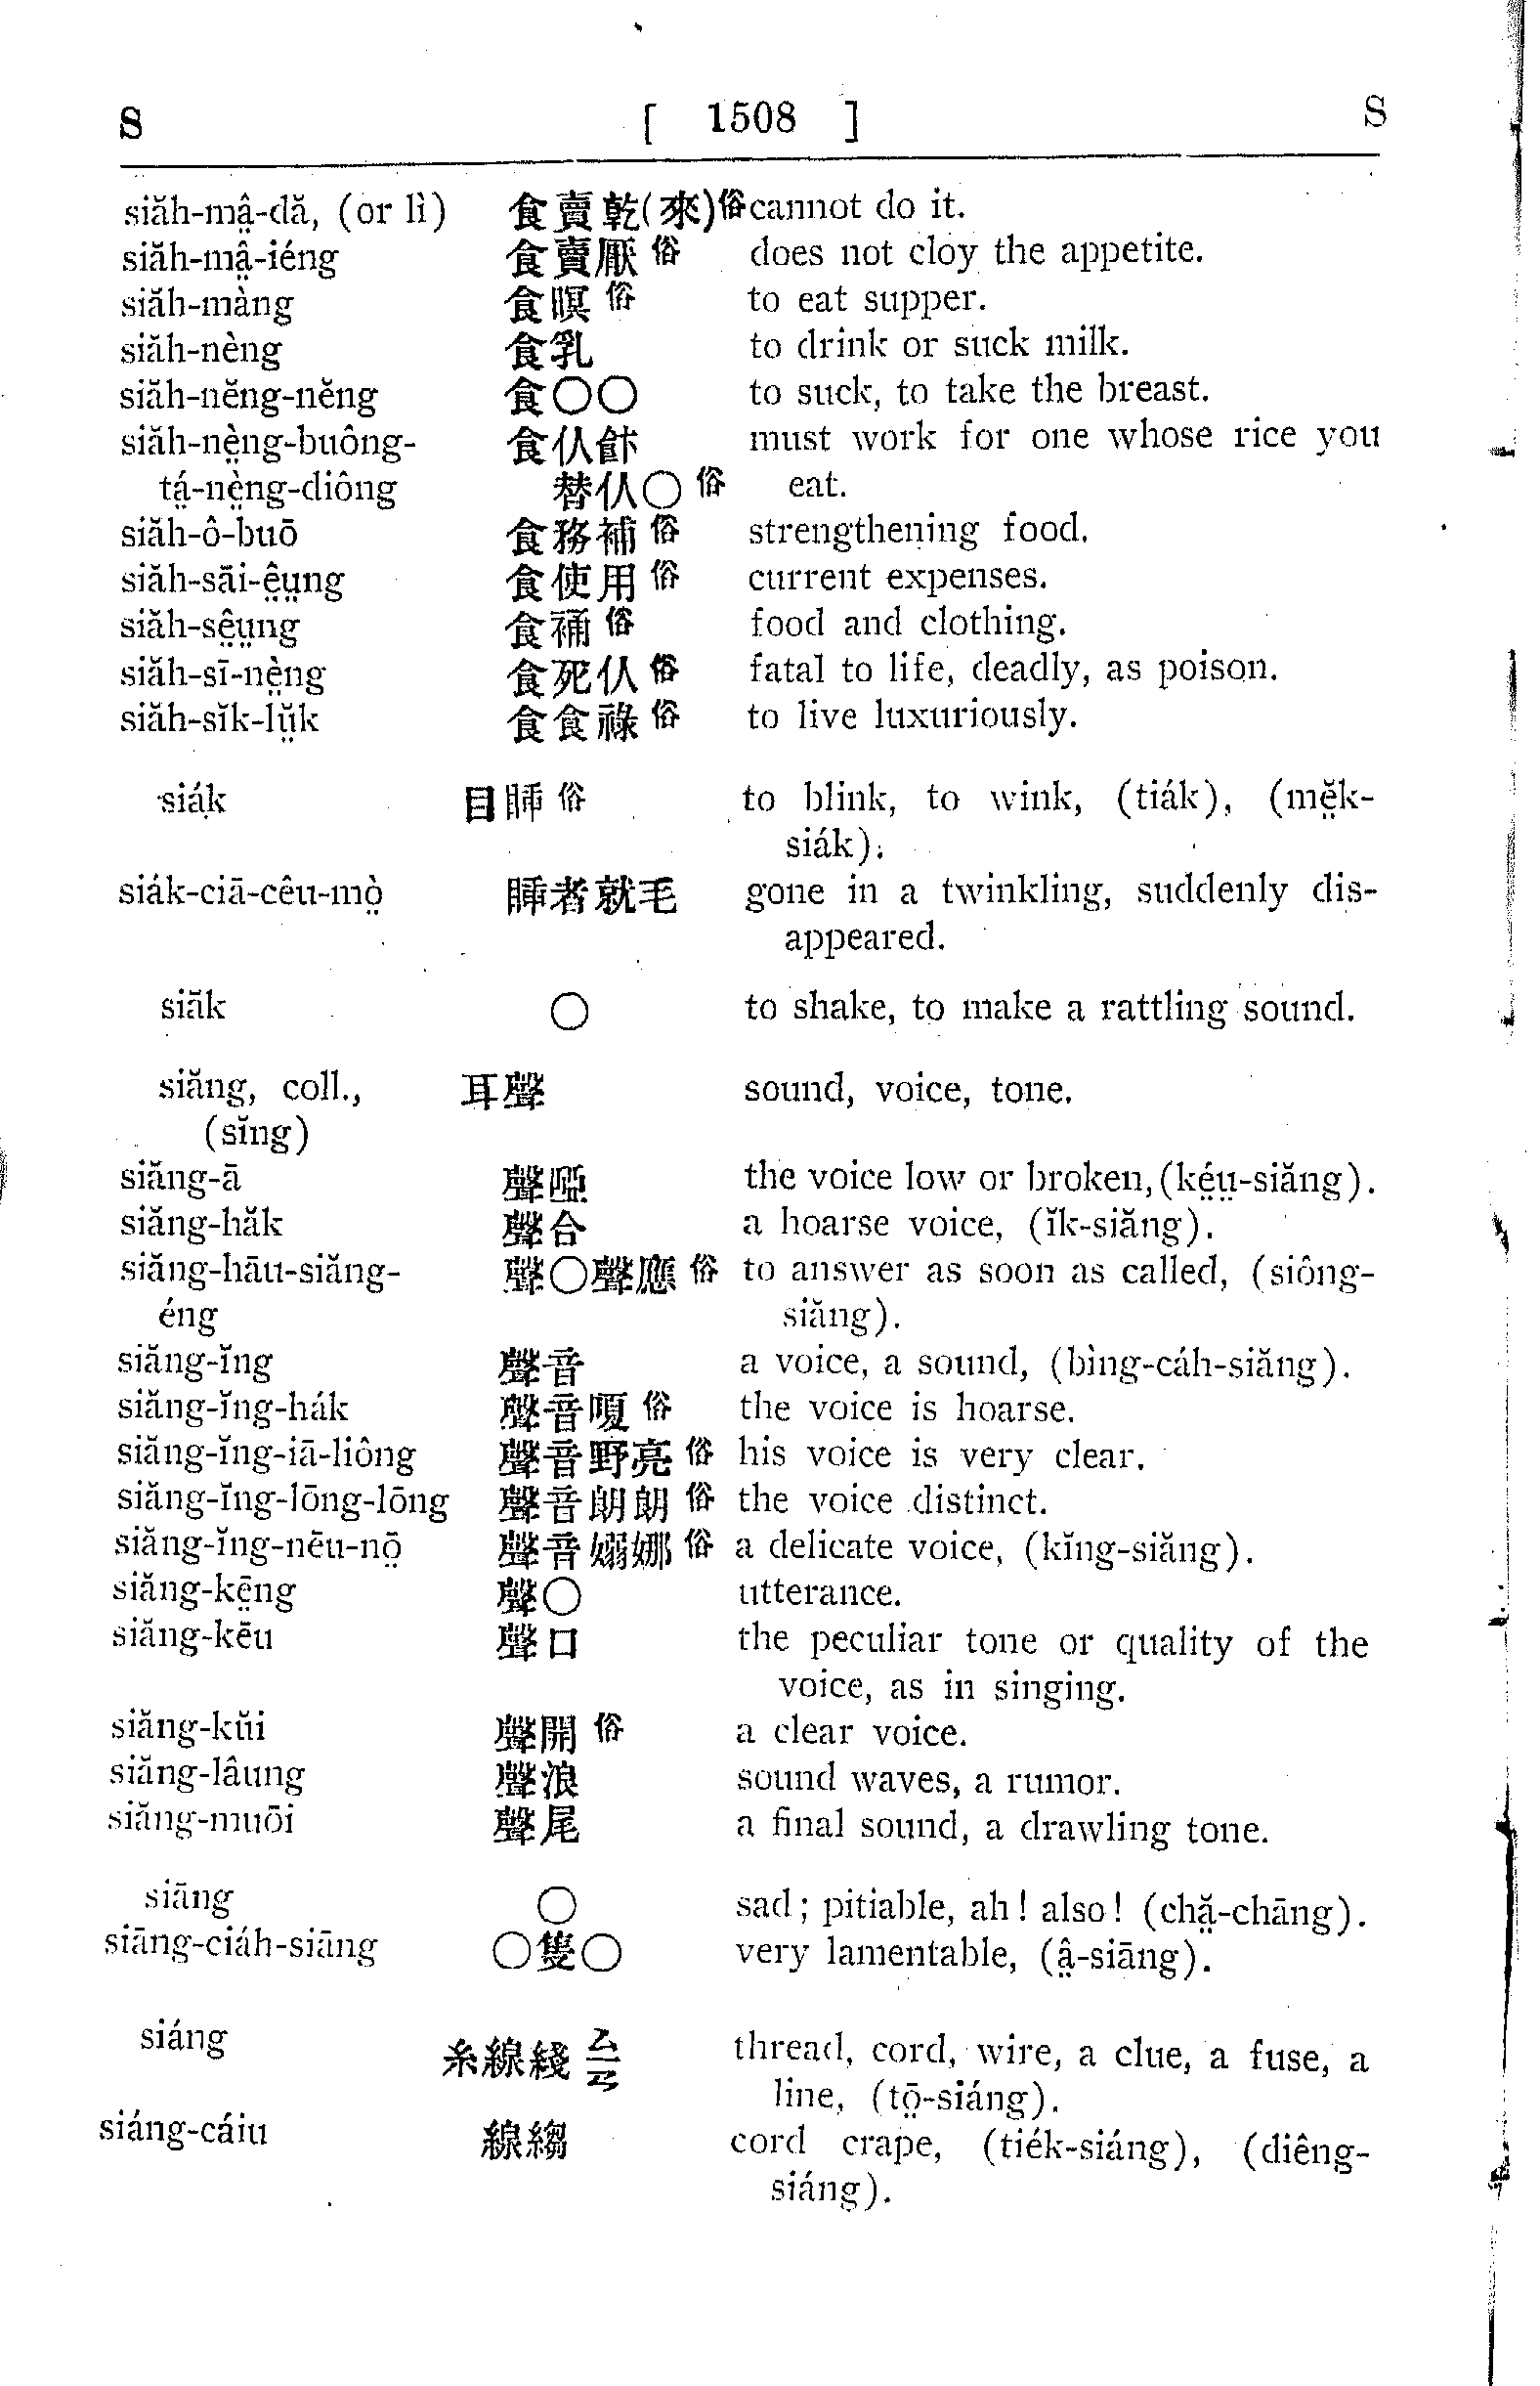 S [ 1508 ] S
siăh-mâ̤-dă, (or lì) 食賣乾(來)俗 cannot do it.
siăh-mâ̤-iéng 食賣厭俗 does not cloy the appetite.
siăh-màng 食暝俗 to eat supper.
siăh-nèng 食乳 to drink or suck milk.
siăh-nĕng-nĕng 食〇〇 to suck, to take the breast.
siăh-nè̤ng-buông- 食仈飰 must work for one whose rice you
tá̤-nè̤ng-diông 替仈〇俗 eat.
siăh-ô-buō 食務補俗 strengthening food.
siăh-sāi-ê̤ṳng 食使用俗 current expenses.
siăh-sê̤ṳng 食俗 food and clothing.
siăh-sī-nè̤ng 食死仈俗 fatal to life, deadly, as poison.
siăh-sĭk-lṳ̆k 食食祿俗 to live luxuriously.
siák 目俗 to blink, to wink, (tiák), (mĕ̤k-
siák).
siák-ciā-cêu-mò̤ 者就毛 gone in a twinkling, suddenly dis-
appeared.
siăk 〇 to shake, to make a rattling sound.
siăng, coll., 耳聲 sound, voice, tone.
(sĭng)
siăng-ā 聲啞 the voice low or broken, (ké̤ṳ-siăng).
siăng-hăk 聲合 a hoarse voice, (ĭk-siăng).
siăng-hāu-siăng- 聲〇聲應俗 to answer as soon as called, (siông-
éng siăng).
siăng-ĭng 聲音 a voice, a sound, (bìng-cáh-siăng).
siăng-ĭng-hák 聲音嗄俗 the voice is hoarse.
siăng-ĭng-iā-liông 聲音野亮俗 his voice is very clear.
siăng-ĭng-lōng-lōng 聲音朗朗俗 the voice distinct.
siăng-ĭng-nēu-nō̤ 聲音嫋娜俗 a delicate voice, (kĭng-siăng).
siăng-kē̤ng 聲〇 utterance.
siăng-kēu 聲口 the peculiar tone or quality of the
voice, as in singing.
siăng-kŭi 聲開俗 a clear voice.
siăng-lâung 聲浪 sound waves, a rumor.
siăng-muōi 聲尾 a final sound, a drawling tone.
siāng 〇 sad; pitiable, ah! also! (chă̤-chāng).
siāng-ciáh-siāng 〇隻〇 very lamentable, (â̤-siāng).
siáng 糸線綫ㄙㄧㄢ thread, cord, wire, a clue, a fuse, a
line, (tō̤-siáng).
siáng-cáiu 線縐 cord crape, (tiék-siáng), (diêng-
siáng).